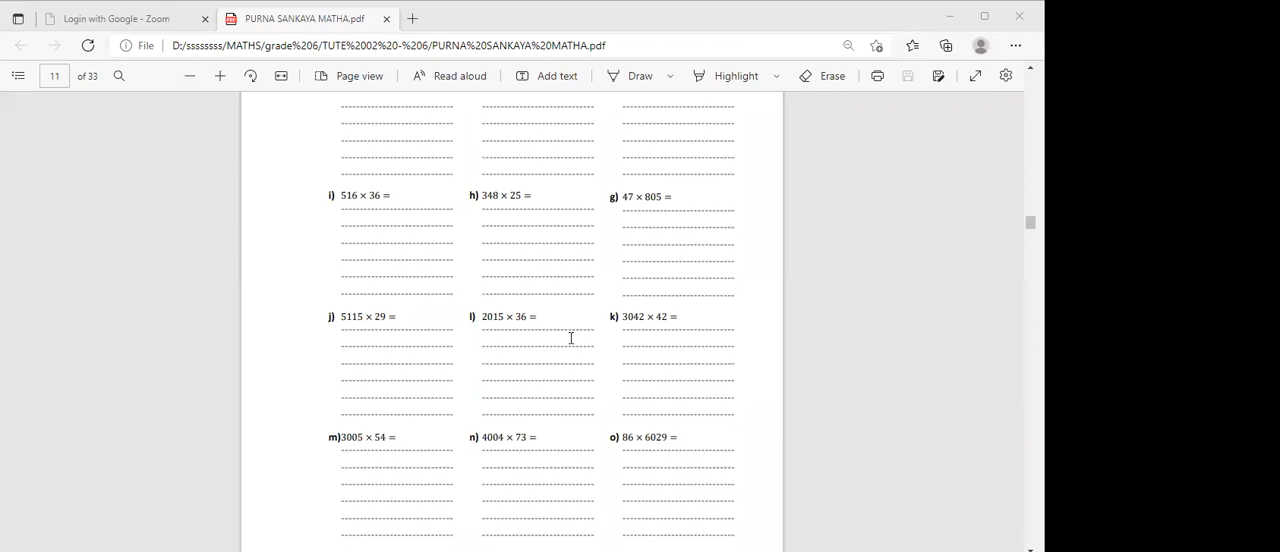 Login with Google - Zoom
PURNA SANKAYA MATHA.pdf
File D:/ssssssss/MATHS/grade%206/TUTE%2002%20-%206/PURNA%20SANKAYA%20MATHA.pdf
11 of 33 Page view Read aloud Add text Draw Highlight Erase
i) 516 × 36 = h) 348 × 25 = g) 47 × 805 =
j) 5115 × 29 = l) 2015 × 36 = k) 3042 × 42 =
m)3005 × 54 = n) 4004 × 73 = o) 86 × 6029 =